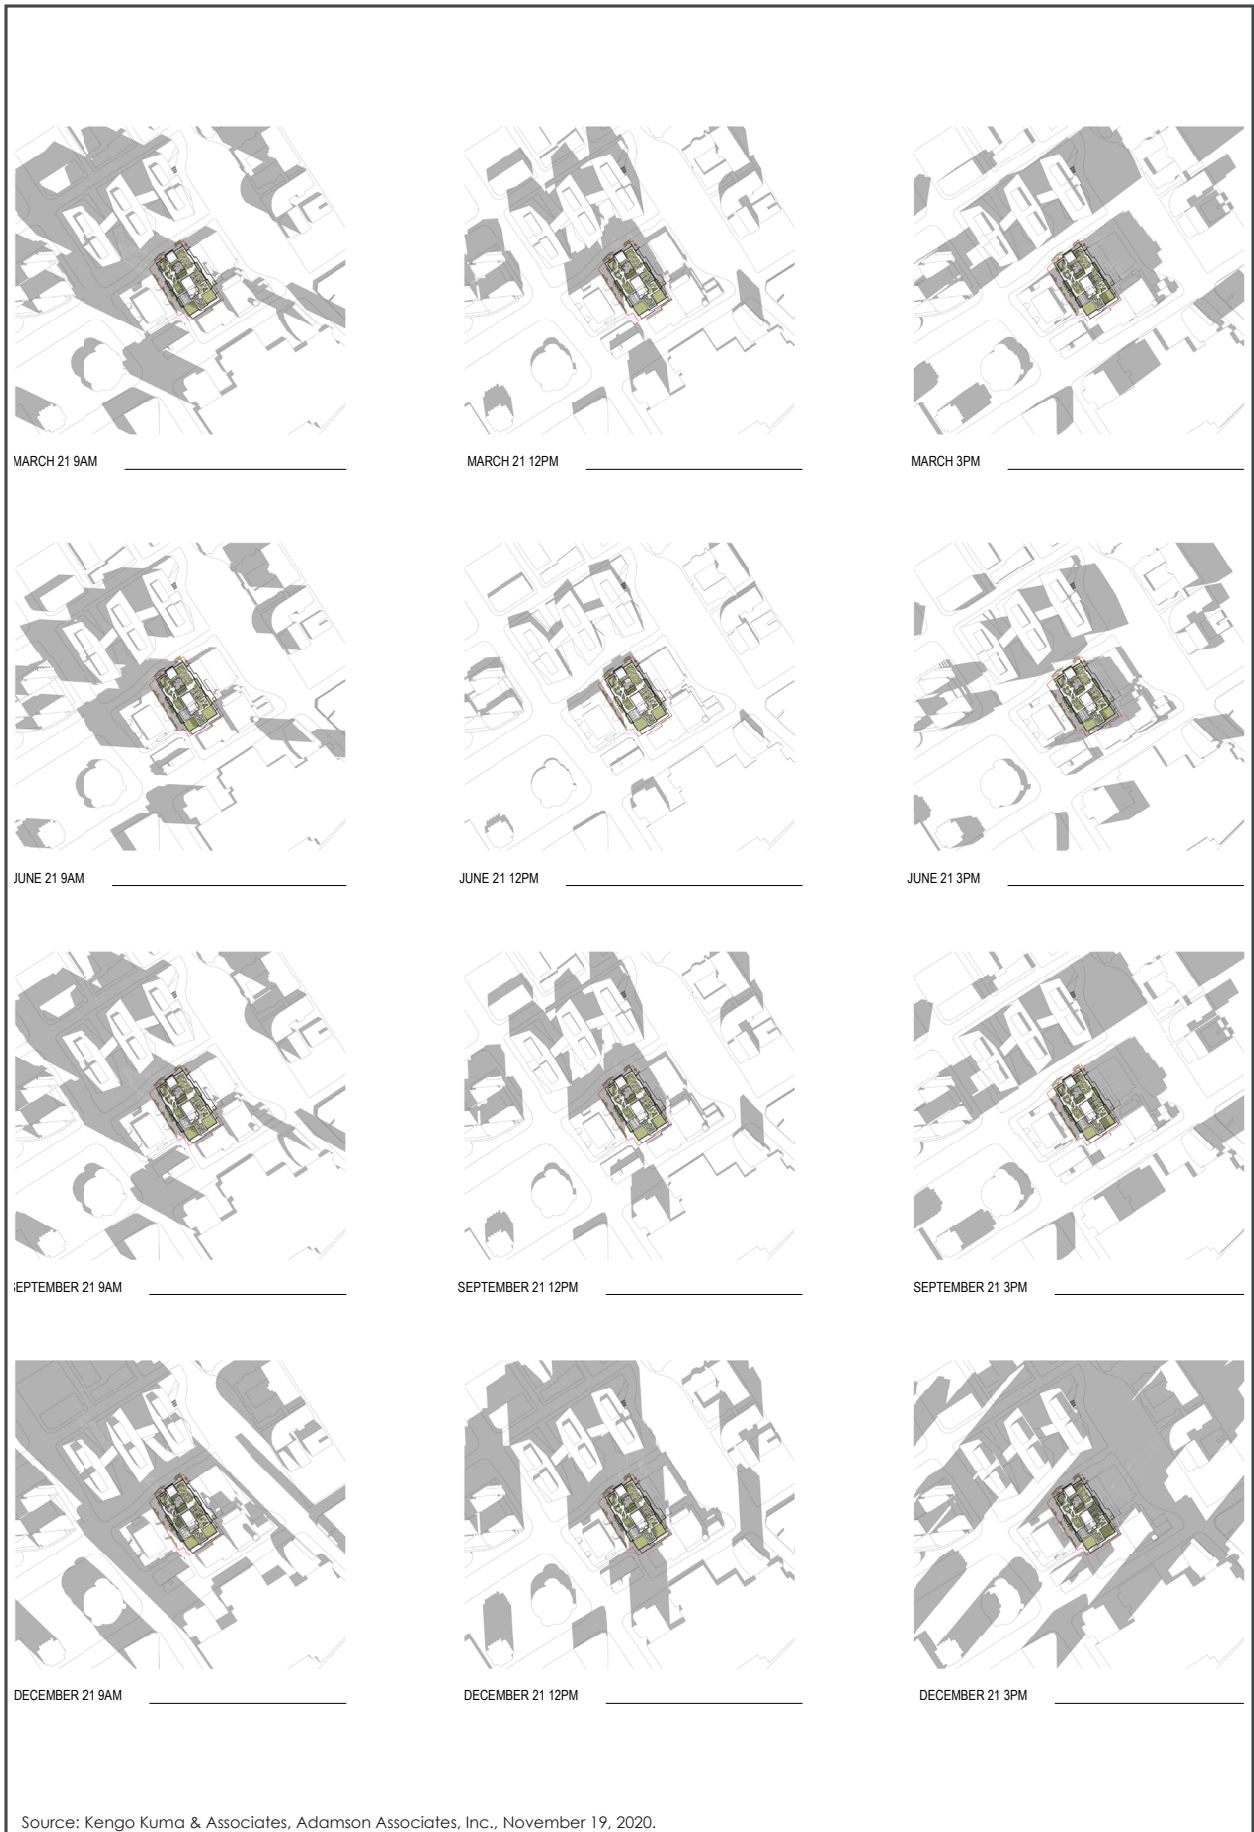 MARCH 21 9AM
MARCH 21 12PM
MARCH 3PM
JUNE 21 9AM
JUNE 21 12PM
JUNE 21 3PM
SEPTEMBER 21 9AM
SEPTEMBER 21 12PM
SEPTEMBER 21 3PM
DECEMBER 21 9AM
DECEMBER 21 12PM
DECEMBER 21 3PM
Source: Kengo Kuma & Associates, Adamson Associates, Inc., November 19, 2020.